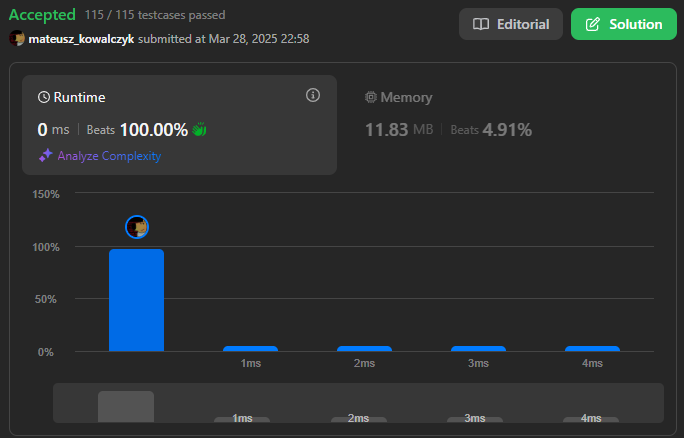 Accepted 115 / 115 testcases passed
Editorial
Solution
mateusz_kowalczyk submitted at Mar 28, 2025 22:58
Runtime
0 ms Beats 100.00%
Analyze Complexity
Memory
11.83 MB Beats 4.91%
150%
100%
50%
0%
1ms 2ms 3ms 4ms
1ms 2ms 3ms 4ms